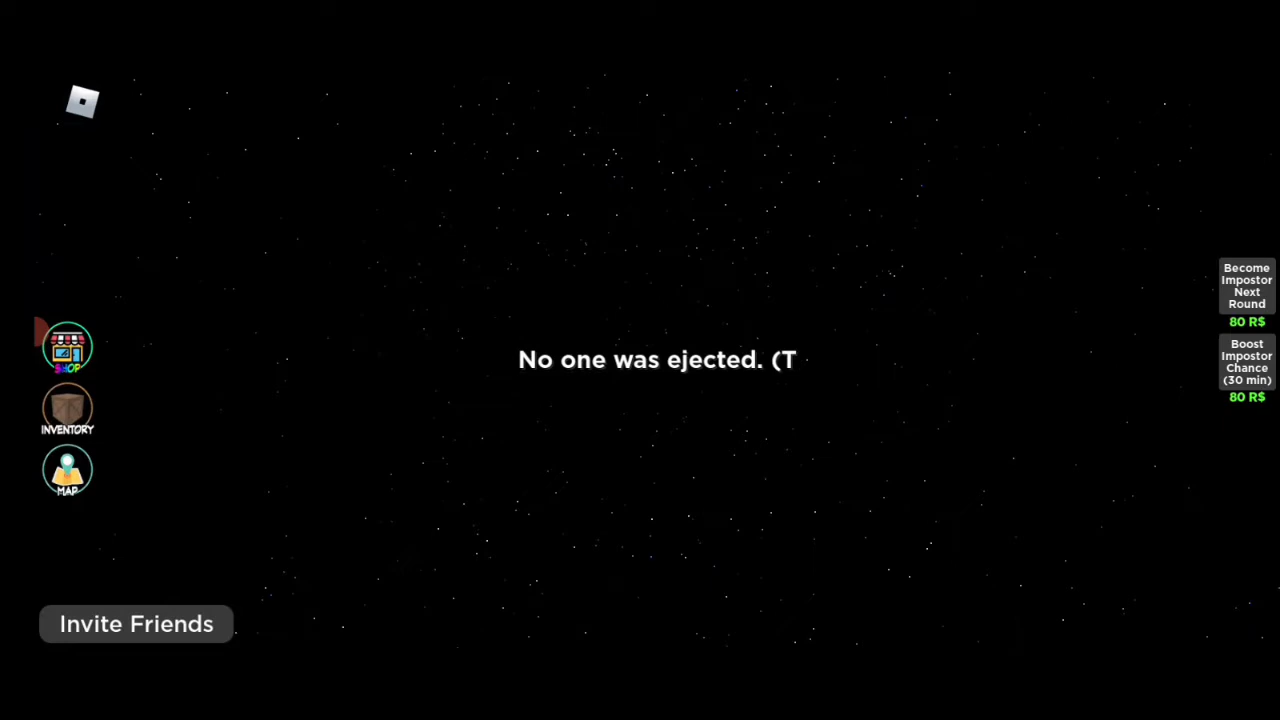 No one was ejected. (T
SHOP
INVENTORY
MAP
Invite Friends
Become
Impostor
Next
Round
80 R$
Boost
Impostor
Chance
(30 min)
80 R$